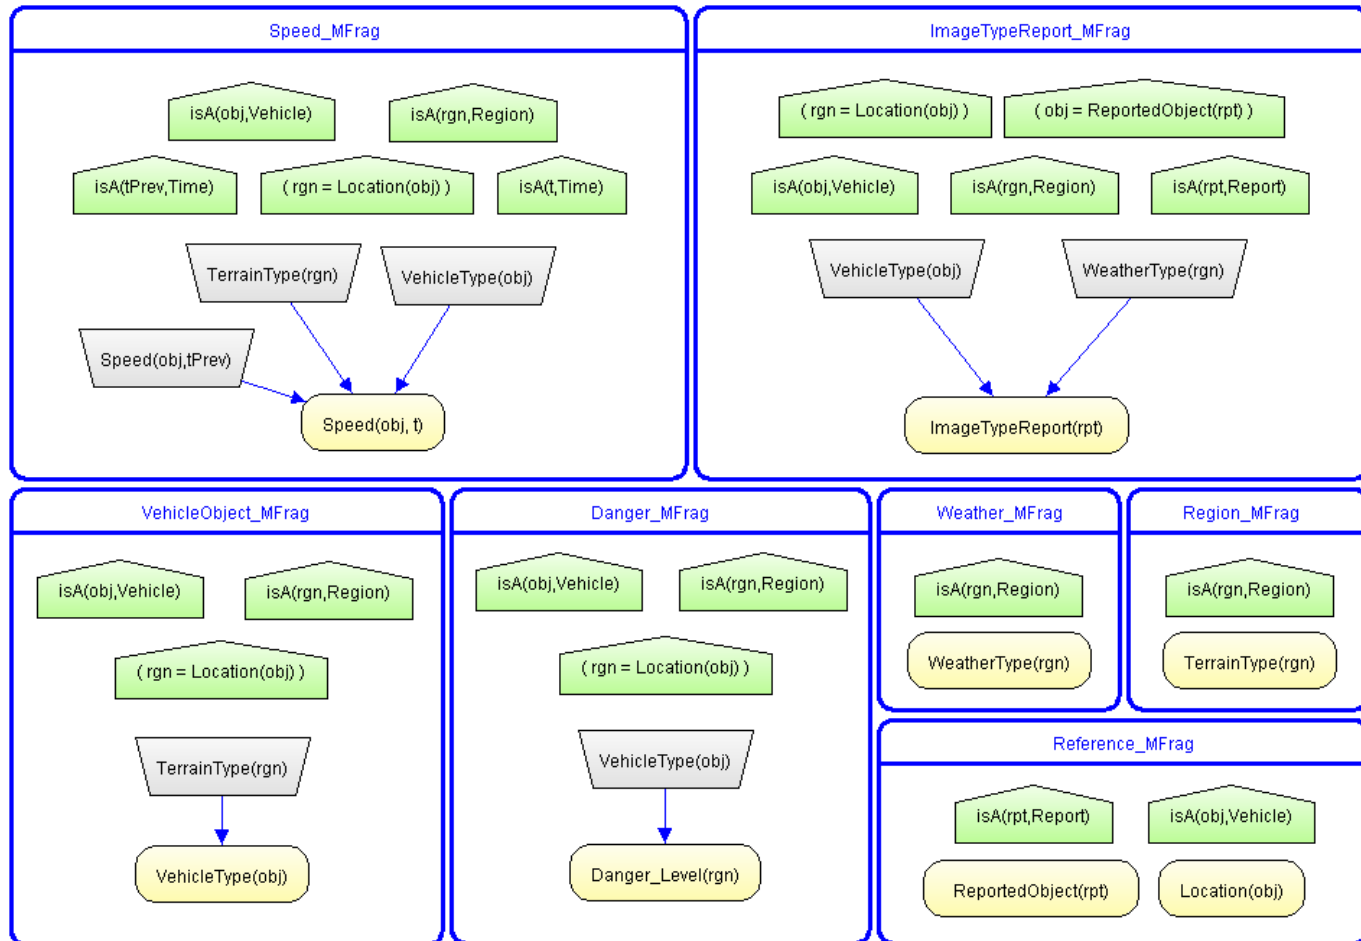 Speed_MFrag
isA(obj,Vehicle)
isA(rgn,Region)
isA(tPrev,Time)
( rgn = Location(obj) )
isA(t,Time)
TerrainType(rgn)
VehicleType(obj)
Speed(obj,tPrev)
Speed(obj, t)
ImageTypeReport_MFrag
( rgn = Location(obj) )
( obj = ReportedObject(rpt) )
isA(obj,Vehicle)
isA(rgn,Region)
isA(rpt,Report)
VehicleType(obj)
WeatherType(rgn)
ImageTypeReport(rpt)
VehicleObject_MFrag
isA(obj,Vehicle)
isA(rgn,Region)
( rgn = Location(obj) )
TerrainType(rgn)
VehicleType(obj)
Danger_MFrag
isA(obj,Vehicle)
isA(rgn,Region)
( rgn = Location(obj) )
VehicleType(obj)
Danger_Level(rgn)
Weather_MFrag
isA(rgn,Region)
WeatherType(rgn)
Region_MFrag
isA(rgn,Region)
TerrainType(rgn)
Reference_MFrag
isA(rpt,Report)
isA(obj,Vehicle)
ReportedObject(rpt)
Location(obj)